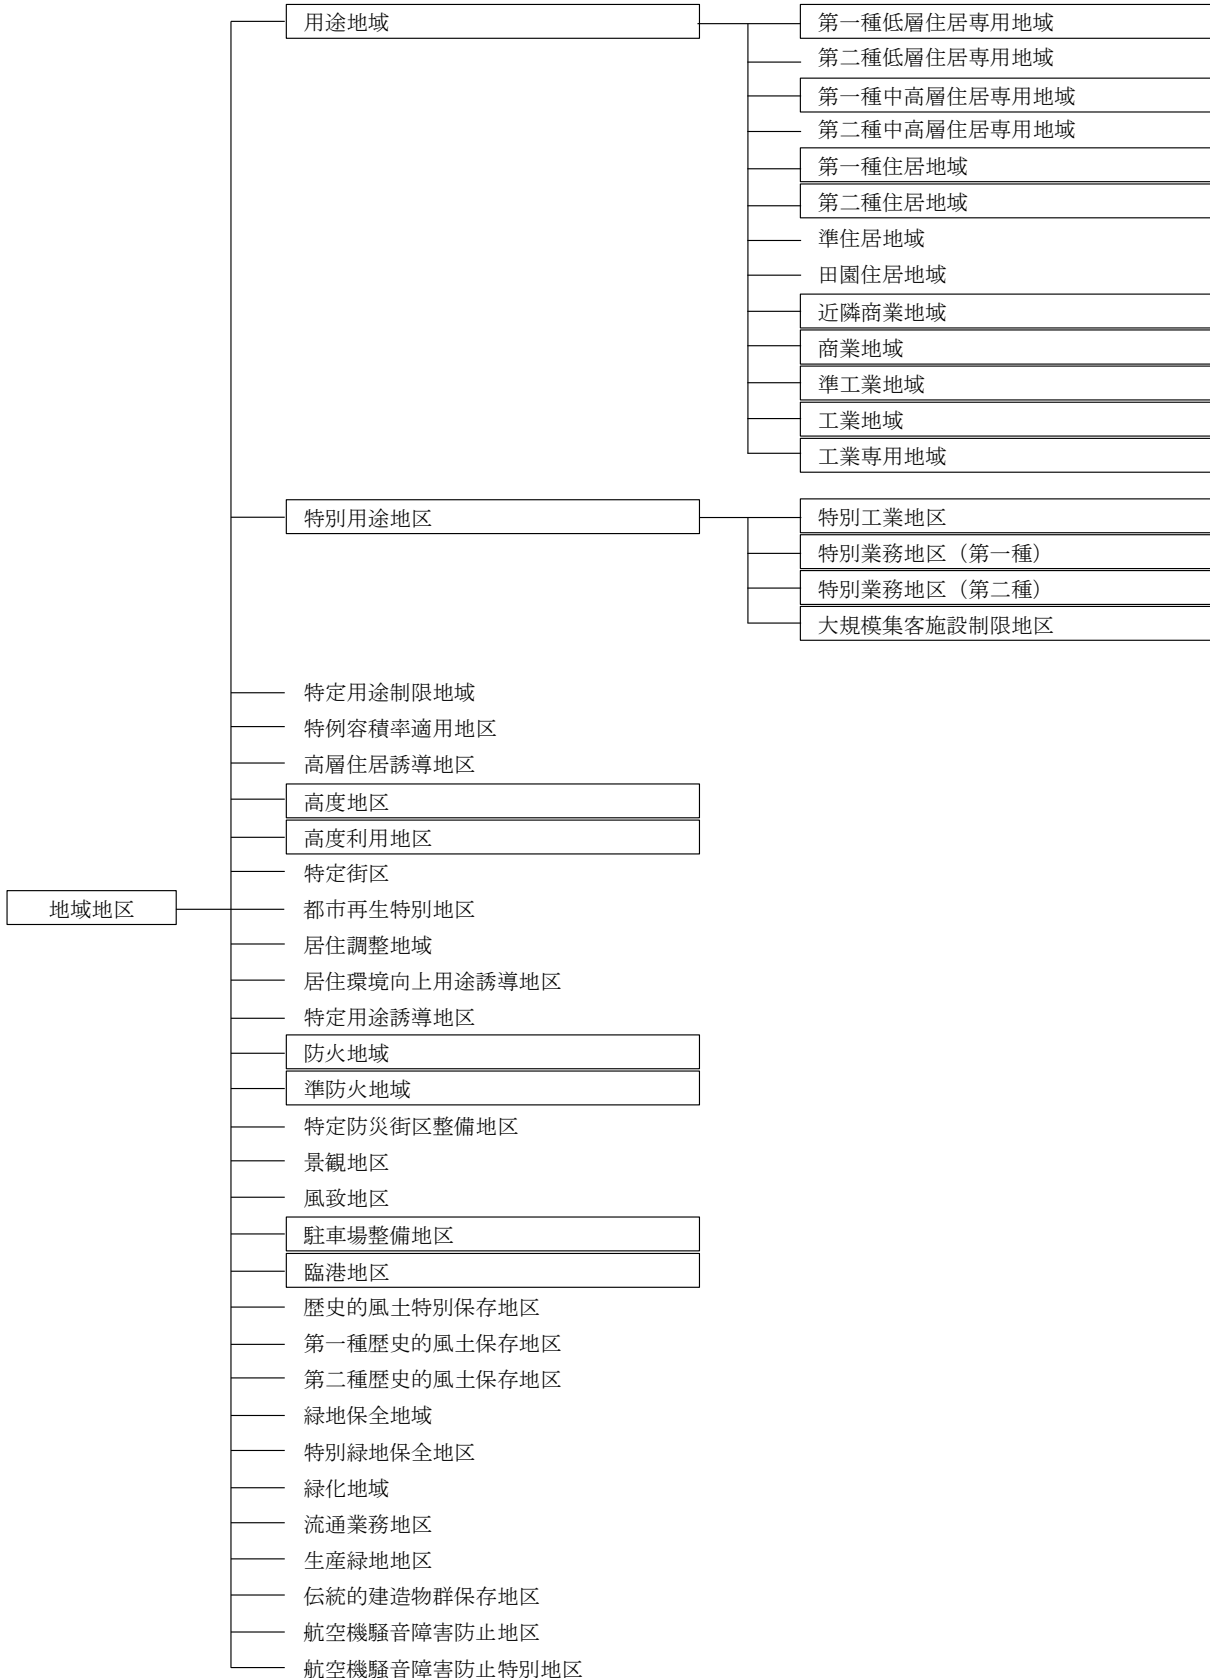 用途地域
第一種低層住居専用地域
第二種低層住居専用地域
第一種中高層住居専用地域
第二種中高層住居専用地域
第一種住居地域
第二種住居地域
準住居地域
田園住居地域
近隣商業地域
商業地域
準工業地域
工業地域
工業専用地域
特別用途地区
特別工業地区
特別業務地区（第一種）
特別業務地区（第二種）
大規模集客施設制限地区
特定用途制限地域
特例容積率適用地区
高層住居誘導地区
高度地区
高度利用地区
特定街区
地域地区
都市再生特別地区
居住調整地域
居住環境向上用途誘導地区
特定用途誘導地区
防火地域
準防火地域
特定防災街区整備地区
景観地区
風致地区
駐車場整備地区
臨港地区
歴史的風土特別保存地区
第一種歴史的風土保存地区
第二種歴史的風土保存地区
緑地保全地域
特別緑地保全地区
緑化地域
流通業務地区
生産緑地地区
伝統的建造物群保存地区
航空機騒音障害防止地区
航空機騒音障害防止特別地区